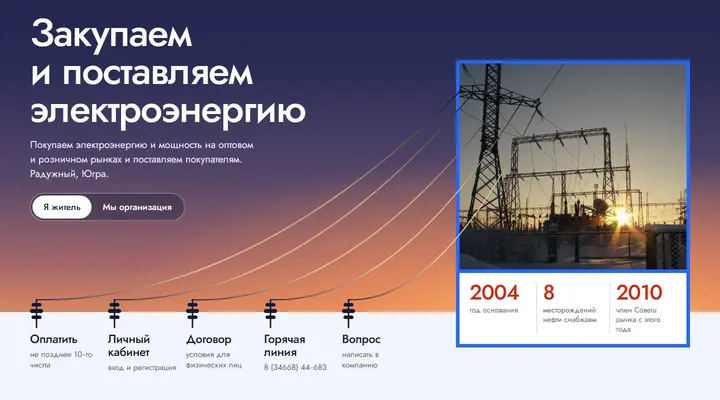 Закупаем
и поставляем
электроэнергию
Покупаем электроэнергию и мощность на оптовом
и розничном рынках и поставляем покупателям.
Радужный, Югра.
Я житель
Мы организация
Оплатить
не позднее 10-го
числа
Личный
кабинет
вход и регистрация
Договор
условия для
физических лиц
Горячая
линия
8 (34668) 44-683
Вопрос
написать в
компанию
2004
год основания
8
месторождений
нефти снабжаем
2010
член Совета
рынка с этого
года